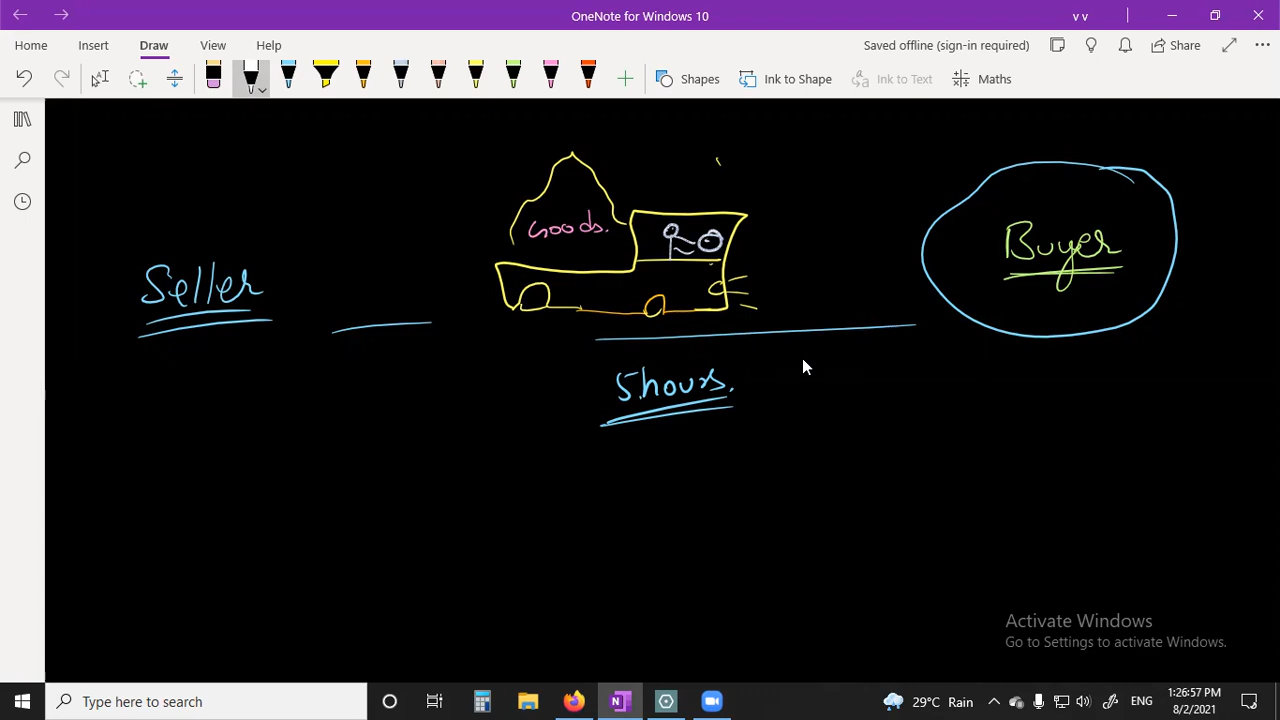 OneNote for Windows 10
v v
Home Insert Draw View Help
Saved offline (sign-in required)
Share
Shapes
Ink to Shape
Ink to Text
Maths
Goods.
Seller
Buyer
5 hours.
Activate Windows
Go to Settings to activate Windows.
Type here to search
29°C Rain
ENG
1:26:57 PM
8/2/2021